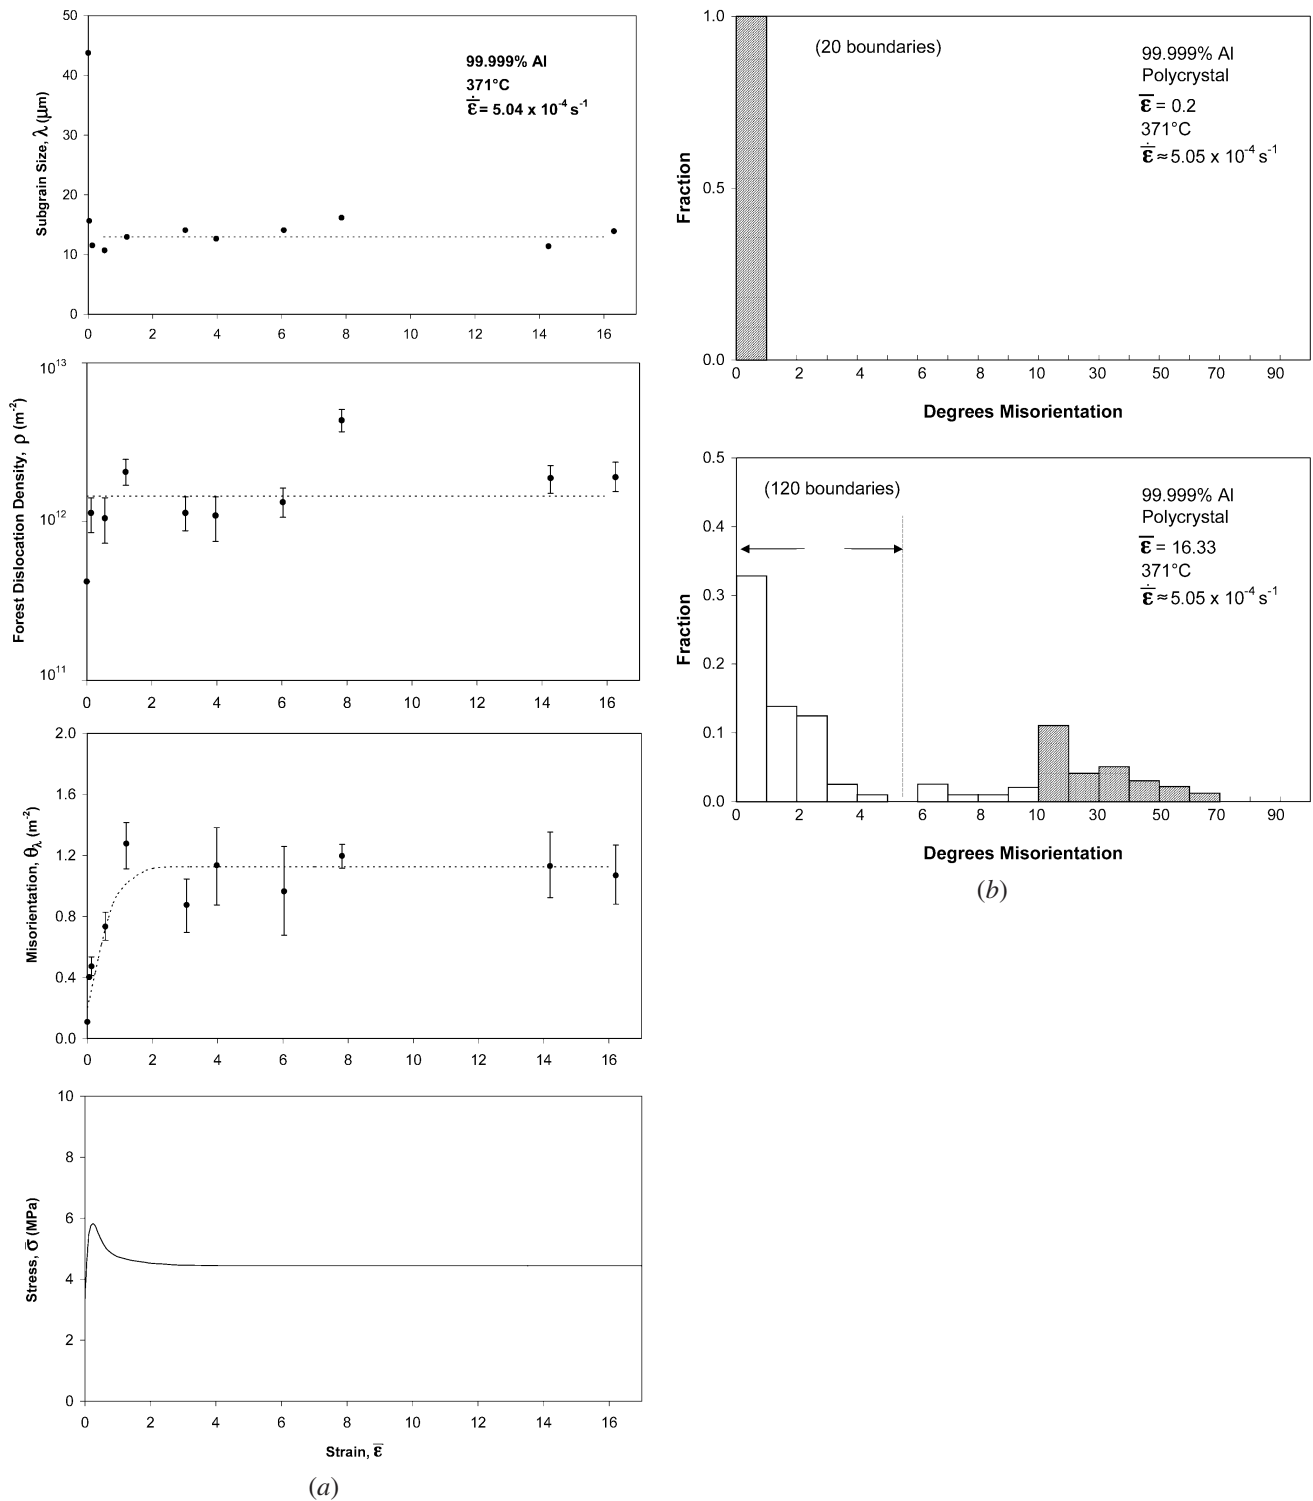 50
40
30
20
10
0
Subgrain Size, λ (μm)
99.999% Al
371°C
ε̄̇ = 5.04 x 10⁻⁴ s⁻¹
0 2 4 6 8 10 12 14 16
10¹³
10¹²
10¹¹
Forest Dislocation Density, ρ (m⁻²)
0 2 4 6 8 10 12 14 16
2.0
1.6
1.2
0.8
0.4
0.0
Misorientation, θλ (m⁻²)
0 2 4 6 8 10 12 14 16
10
8
6
4
2
0
Stress, σ̄ (MPa)
0 2 4 6 8 10 12 14 16
Strain, ε̄
(a)
1.0
0.5
0.0
Fraction
(20 boundaries)
99.999% Al
Polycrystal
ε̄ = 0.2
371°C
ε̄̇ ≈ 5.05 x 10⁻⁴ s⁻¹
0 2 4 6 8 10 30 50 70 90
Degrees Misorientation
0.5
0.4
0.3
0.2
0.1
0.0
Fraction
(120 boundaries)
99.999% Al
Polycrystal
ε̄ = 16.33
371°C
ε̄̇ ≈ 5.05 x 10⁻⁴ s⁻¹
0 2 4 6 8 10 30 50 70 90
Degrees Misorientation
(b)